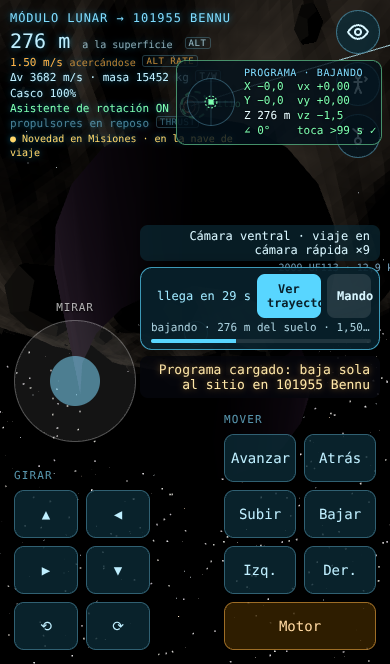 MÓDULO LUNAR → 101955 BENNU
276 m a la superficie ALT
1.50 m/s acercándose ALT RATE
Δv 3682 m/s · masa 15452 kg
Casco 100%
Asistente de rotación ON
propulsores en reposo
● Novedad en Misiones · en la nave de
viaje
PROGRAMA · BAJANDO
X −0,0 vx +0,00
Y −0,0 vy +0,00
Z 276 m vz −1,5
∠ 0° toca >99 s ✓
Cámara ventral · viaje en
cámara rápida ×9
llega en 29 s
Ver
trayecto
Mando
bajando · 276 m del suelo · 1,50…
Programa cargado: baja sola
al sitio en 101955 Bennu
MIRAR
MOVER
Avanzar Atrás
GIRAR
▲ ◀ Subir Bajar
▶ ▼ Izq. Der.
⟲ ⟳ Motor